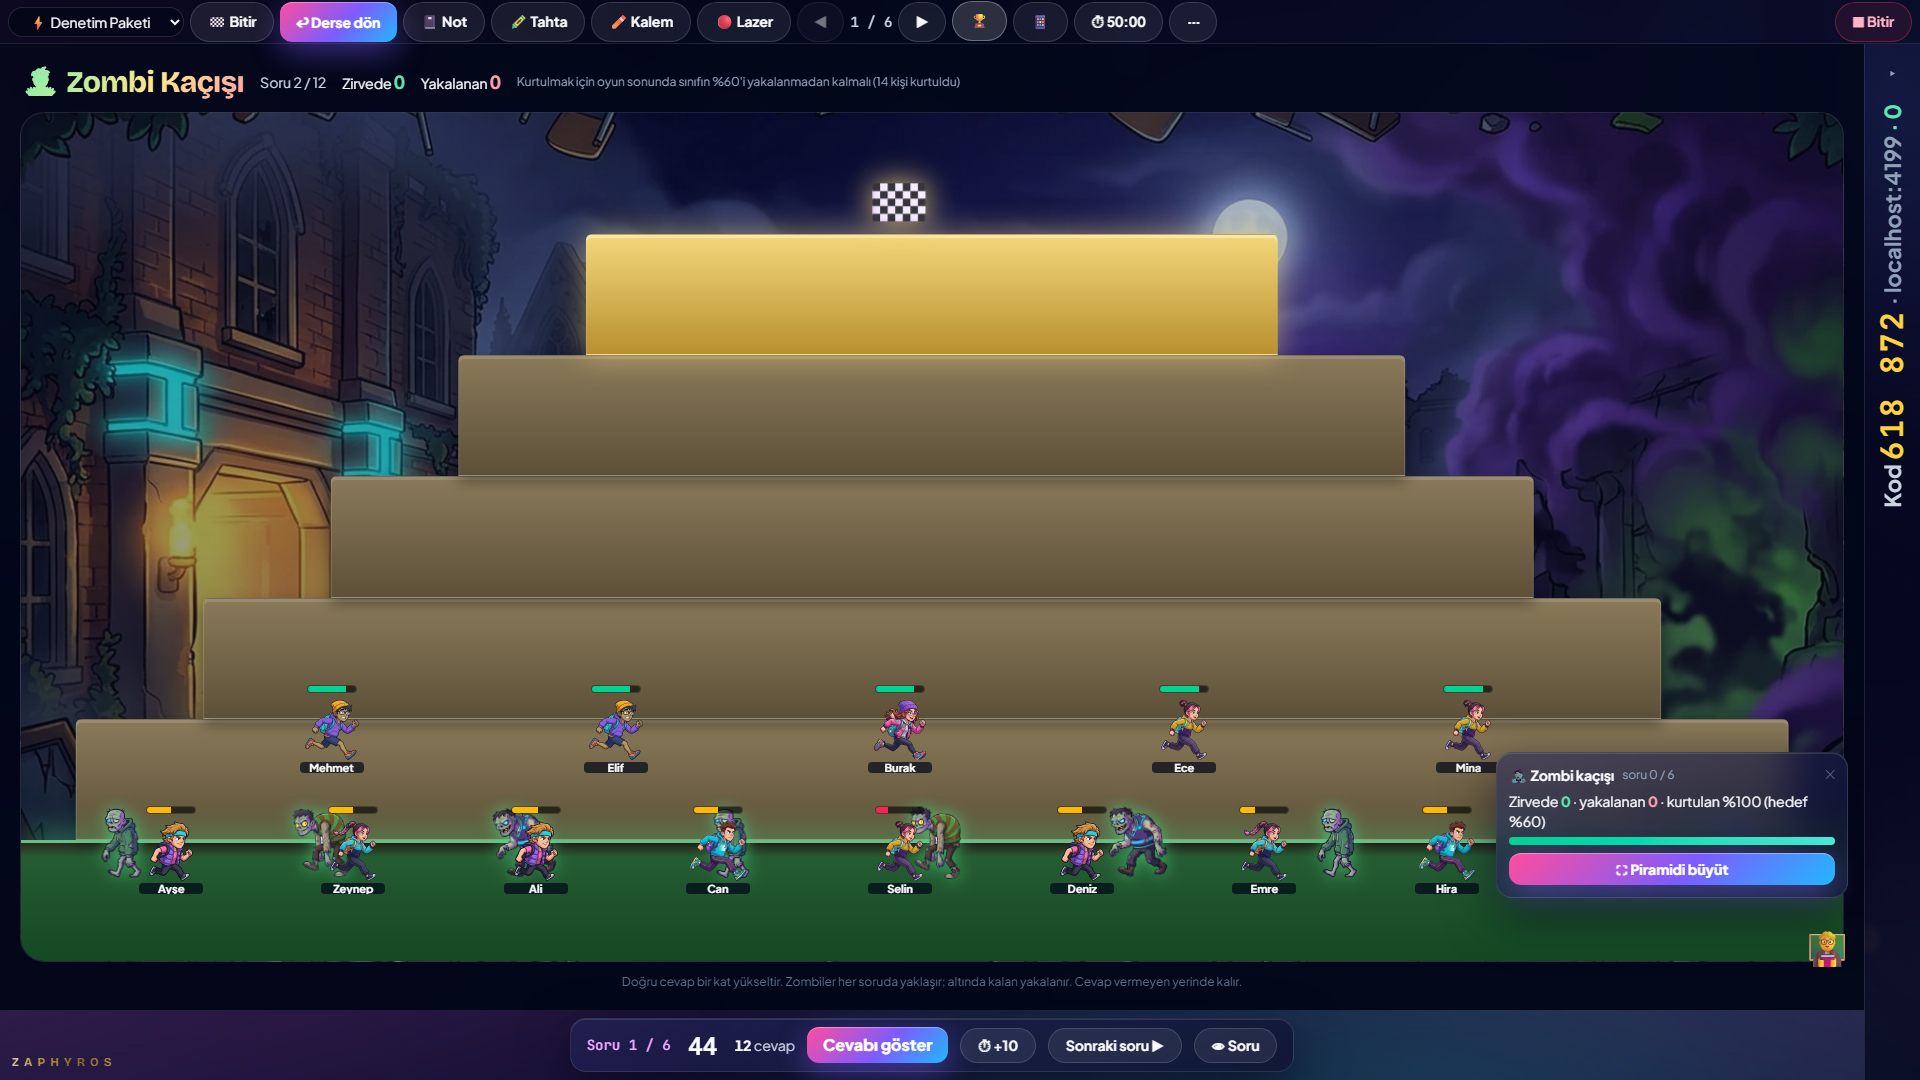 Denetim Paketi
Bitir
Derse dön
Not
Tahta
Kalem
Lazer
1 / 6
50:00
Bitir
Zombi Kaçışı
Soru 2 / 12
Zirvede 0
Yakalanan 0
Kurtulmak için oyun sonunda sınıfın %60'i yakalanmadan kalmalı (14 kişi kurtuldu)
Kod 618 872 · localhost:4199 · 0
Mehmet
Elif
Burak
Ece
Mina
Zombi kaçışı soru 0 / 6
Zirvede 0 · yakalanan 0 · kurtulan %100 (hedef
%60)
Piramidi büyüt
Ayşe
Zeynep
Ali
Can
Selin
Deniz
Emre
Hira
Doğru cevap bir kat yükseltir. Zombiler her soruda yaklaşır; altında kalan yakalanır. Cevap vermeyen yerinde kalır.
Soru 1 / 6
44
12 cevap
Cevabı göster
+10
Sonraki soru
Soru
ZAPHYROS